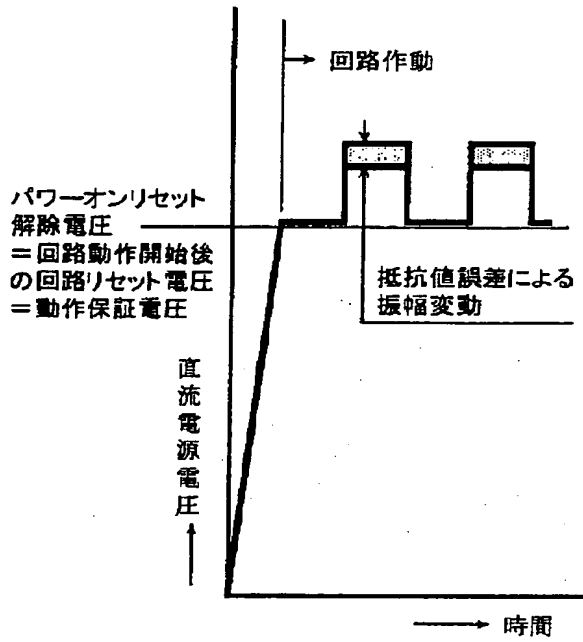 回路作動
パワーオンリセット
解除電圧
＝回路動作開始後
の回路リセット電圧
＝動作保証電圧
抵抗値誤差による
振幅変動
直流電源電圧
時間